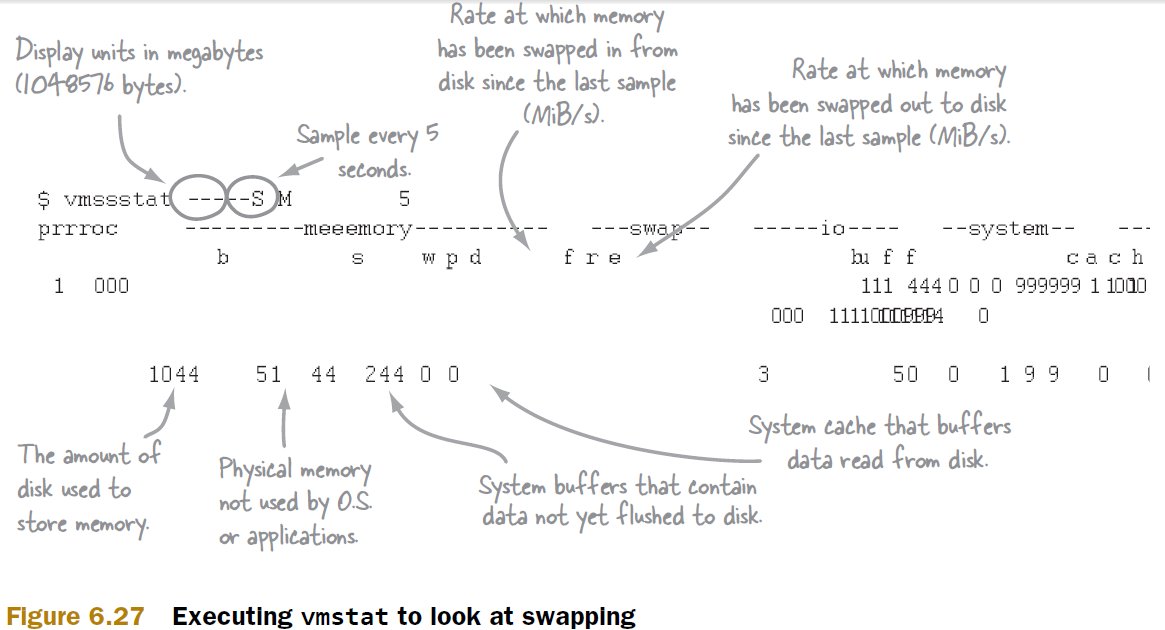 Rate at which memory
has been swapped in from
disk since the last sample
(MiB/s).
Display units in megabytes
(1048576 bytes).
Rate at which memory
has been swapped out to disk
since the last sample (MiB/s).
Sample every 5
seconds.
$ vmssstat -----S M 5
prrroc ---------meeemory----------- ---swap-- -----io---- --system-- ---
b s w p d f r e bu f f c a c h
1 000 111 444 0 0 0 999999 1
000 0
1044 51 44 244 0 0 3 50 0 1 9 9 0
The amount of
disk used to
store memory.
Physical memory
not used by O.S.
or applications.
System buffers that contain
data not yet flushed to disk.
System cache that buffers
data read from disk.
Figure 6.27 Executing vmstat to look at swapping